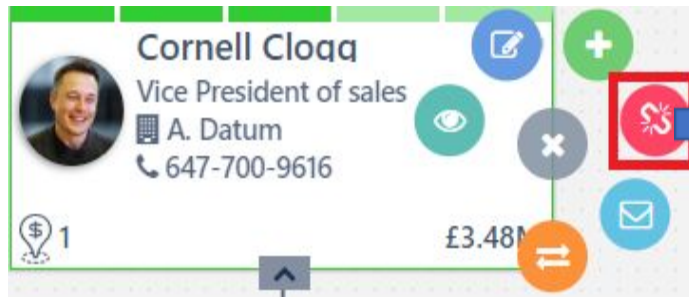 Cornell Clogg
Vice President of sales
A. Datum
647-700-9616
1
£3.48M